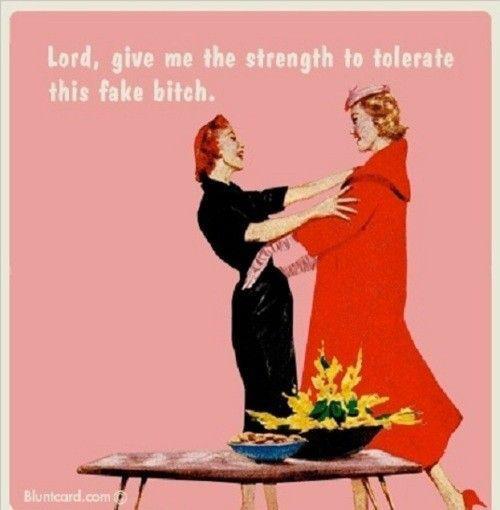 Lord, give me the strength to tolerate
this fake bitch.
Bluntcard.com ©